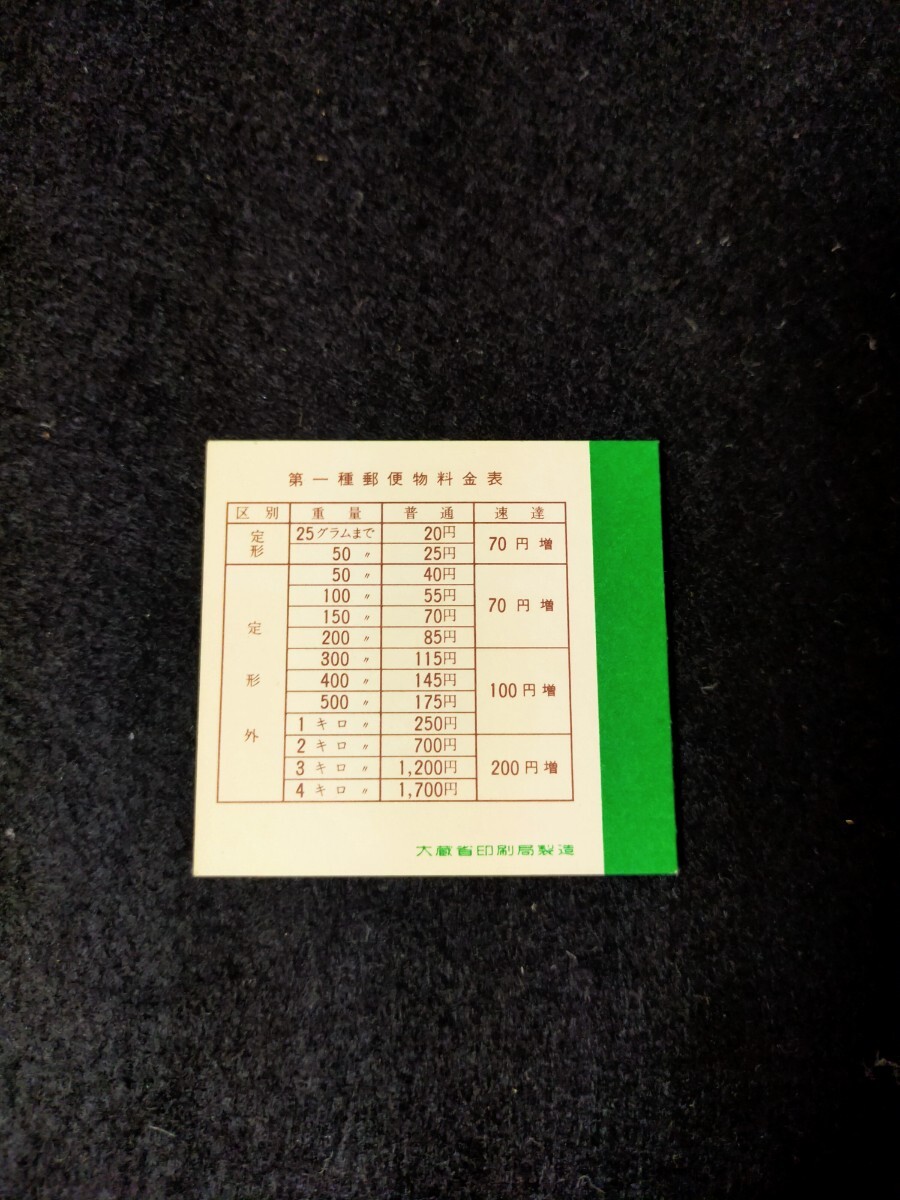 第一種郵便物料金表
区別 重量 普通 速達
定形 25グラムまで 20円 70円増
50 〃 25円
定形外 50 〃 40円 70円増
100 〃 55円
150 〃 70円
200 〃 85円
300 〃 115円 100円増
400 〃 145円
500 〃 175円
1キロ 〃 250円
2キロ 〃 700円 200円増
3キロ 〃 1,200円
4キロ 〃 1,700円
大蔵省印刷局製造